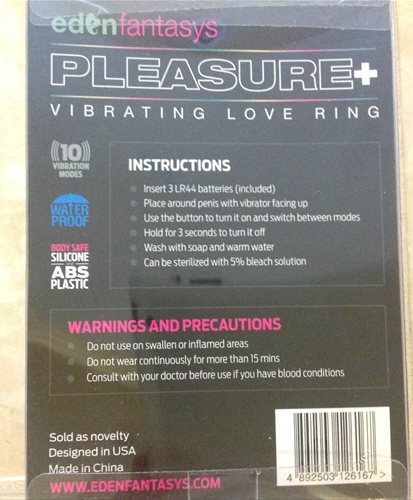 edenfantasys
PLEASURE+
VIBRATING LOVE RING
10
VIBRATION
MODES
WATER
PROOF
BODY SAFE
SILICONE
AND
ABS
PLASTIC
INSTRUCTIONS
Insert 3 LR44 batteries (included)
Place around penis with vibrator facing up
Use the button to turn it on and switch between modes
Hold for 3 seconds to turn it off
Wash with soap and warm water
Can be sterilized with 5% bleach solution
WARNINGS AND PRECAUTIONS
Do not use on swallen or inflamed areas
Do not wear continuously for more than 15 mins
Consult with your doctor before use if you have blood conditions
Sold as novelty
Designed in USA
Made in China
WWW.EDENFANTASYS.COM
4 892503 126167 >